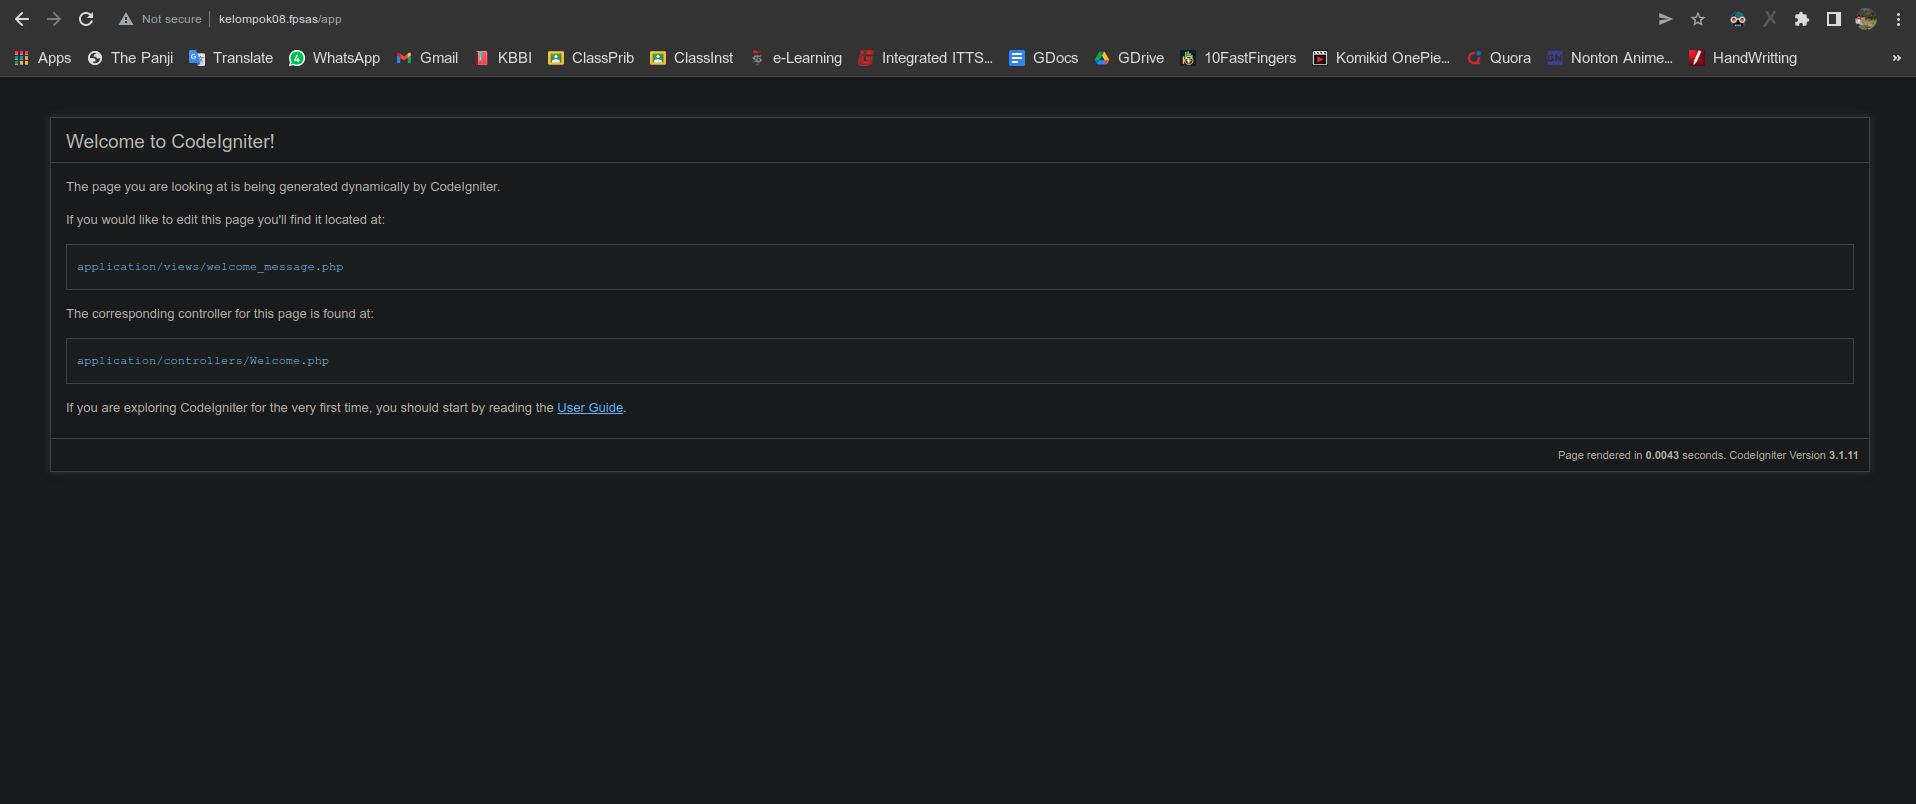 Not secure | kelompok08.fpsas/app
Apps The Panji Translate 4 WhatsApp Gmail KBBI ClassPrib ClassInst e-Learning Integrated ITTS... GDocs GDrive 10FastFingers Komikid OnePie... Quora Nonton Anime... HandWritting »
Welcome to CodeIgniter!
The page you are looking at is being generated dynamically by CodeIgniter.
If you would like to edit this page you'll find it located at:
application/views/welcome_message.php
The corresponding controller for this page is found at:
application/controllers/Welcome.php
If you are exploring CodeIgniter for the very first time, you should start by reading the User Guide.
Page rendered in 0.0043 seconds. CodeIgniter Version 3.1.11